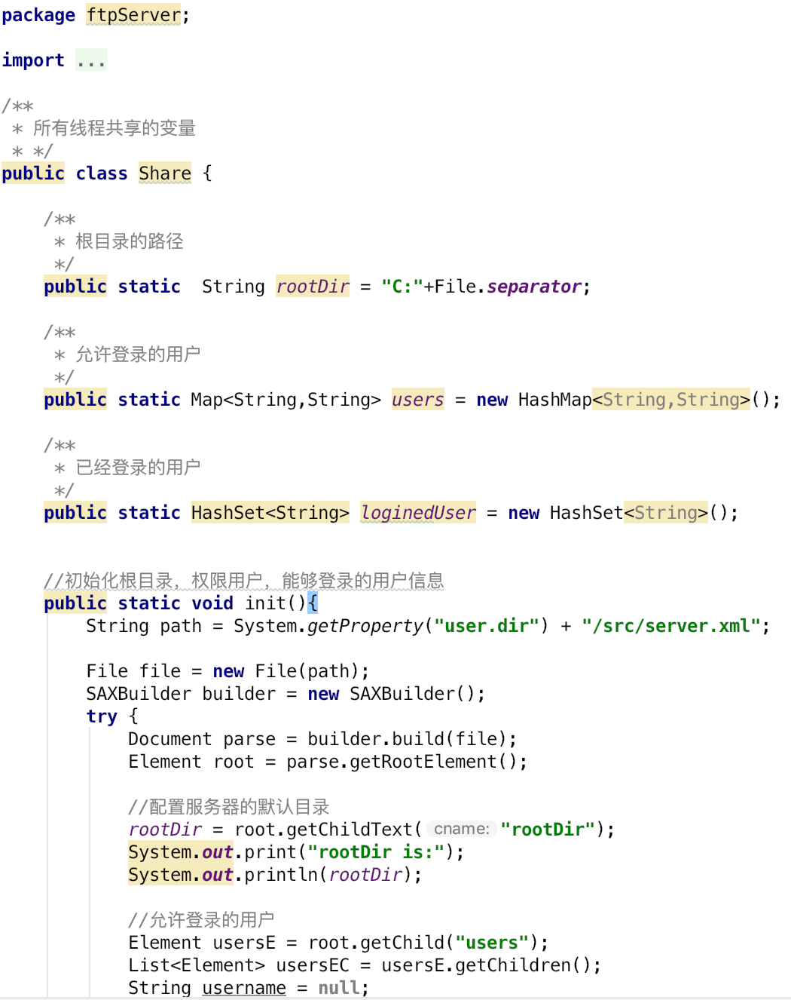 package ftpServer;
import ...
/**
 * 所有线程共享的变量
 * */
public class Share {
    /**
     * 根目录的路径
     */
    public static  String rootDir = "C:"+File.separator;
    /**
     * 允许登录的用户
     */
    public static Map<String,String> users = new HashMap<String,String>();
    /**
     * 已经登录的用户
     */
    public static HashSet<String> loginedUser = new HashSet<String>();
    //初始化根目录，权限用户，能够登录的用户信息
    public static void init(){
        String path = System.getProperty("user.dir") + "/src/server.xml";
        File file = new File(path);
        SAXBuilder builder = new SAXBuilder();
        try {
            Document parse = builder.build(file);
            Element root = parse.getRootElement();
            //配置服务器的默认目录
            rootDir = root.getChildText( cname: "rootDir");
            System.out.print("rootDir is:");
            System.out.println(rootDir);
            //允许登录的用户
            Element usersE = root.getChild("users");
            List<Element> usersEC = usersE.getChildren();
            String username = null;